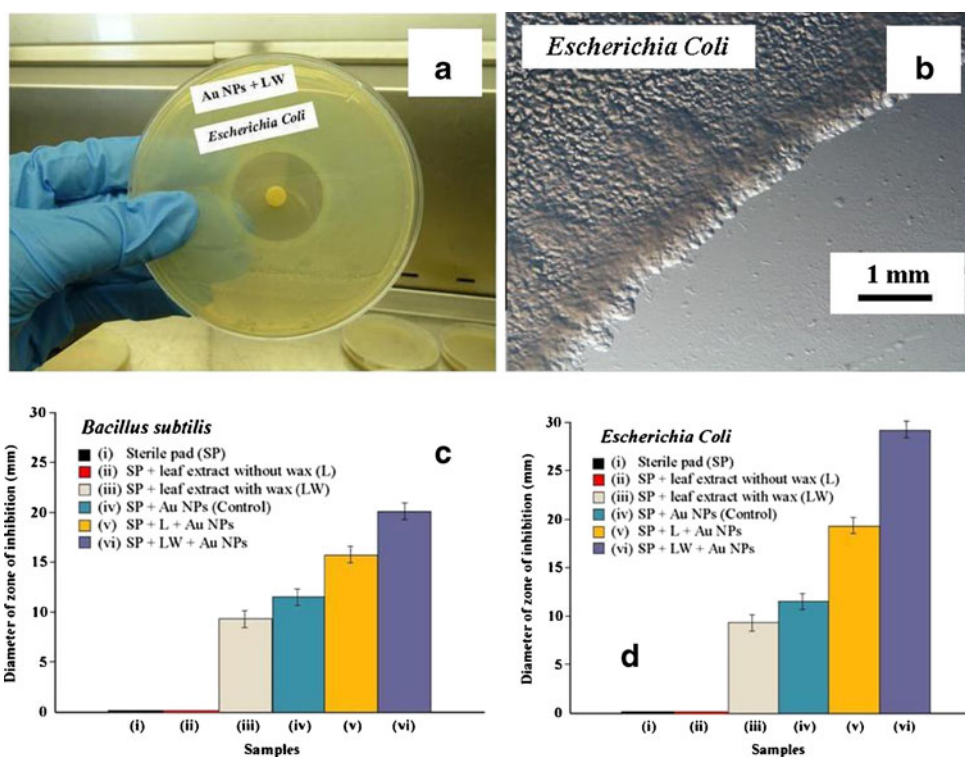 a
Au NPs + LW
Escherichia Coli
Escherichia Coli
b
1 mm
Diameter of zone of inhibition (mm)
30
25
20
15
10
5
0
Bacillus subtilis
c
(i) Sterile pad (SP)
(ii) SP + leaf extract without wax (L)
(iii) SP + leaf extract with wax (LW)
(iv) SP + Au NPs (Control)
(v) SP + L + Au NPs
(vi) SP + LW + Au NPs
(i) (ii) (iii) (iv) (v) (vi)
Samples
Diameter of zone of inhibition (mm)
30
25
20
15
10
5
0
Escherichia Coli
(i) Sterile pad (SP)
(ii) SP + leaf extract without wax (L)
(iii) SP + leaf extract with wax (LW)
(iv) SP + Au NPs (Control)
(v) SP + L + Au NPs
(vi) SP + LW + Au NPs
d
(i) (ii) (iii) (iv) (v) (vi)
Samples